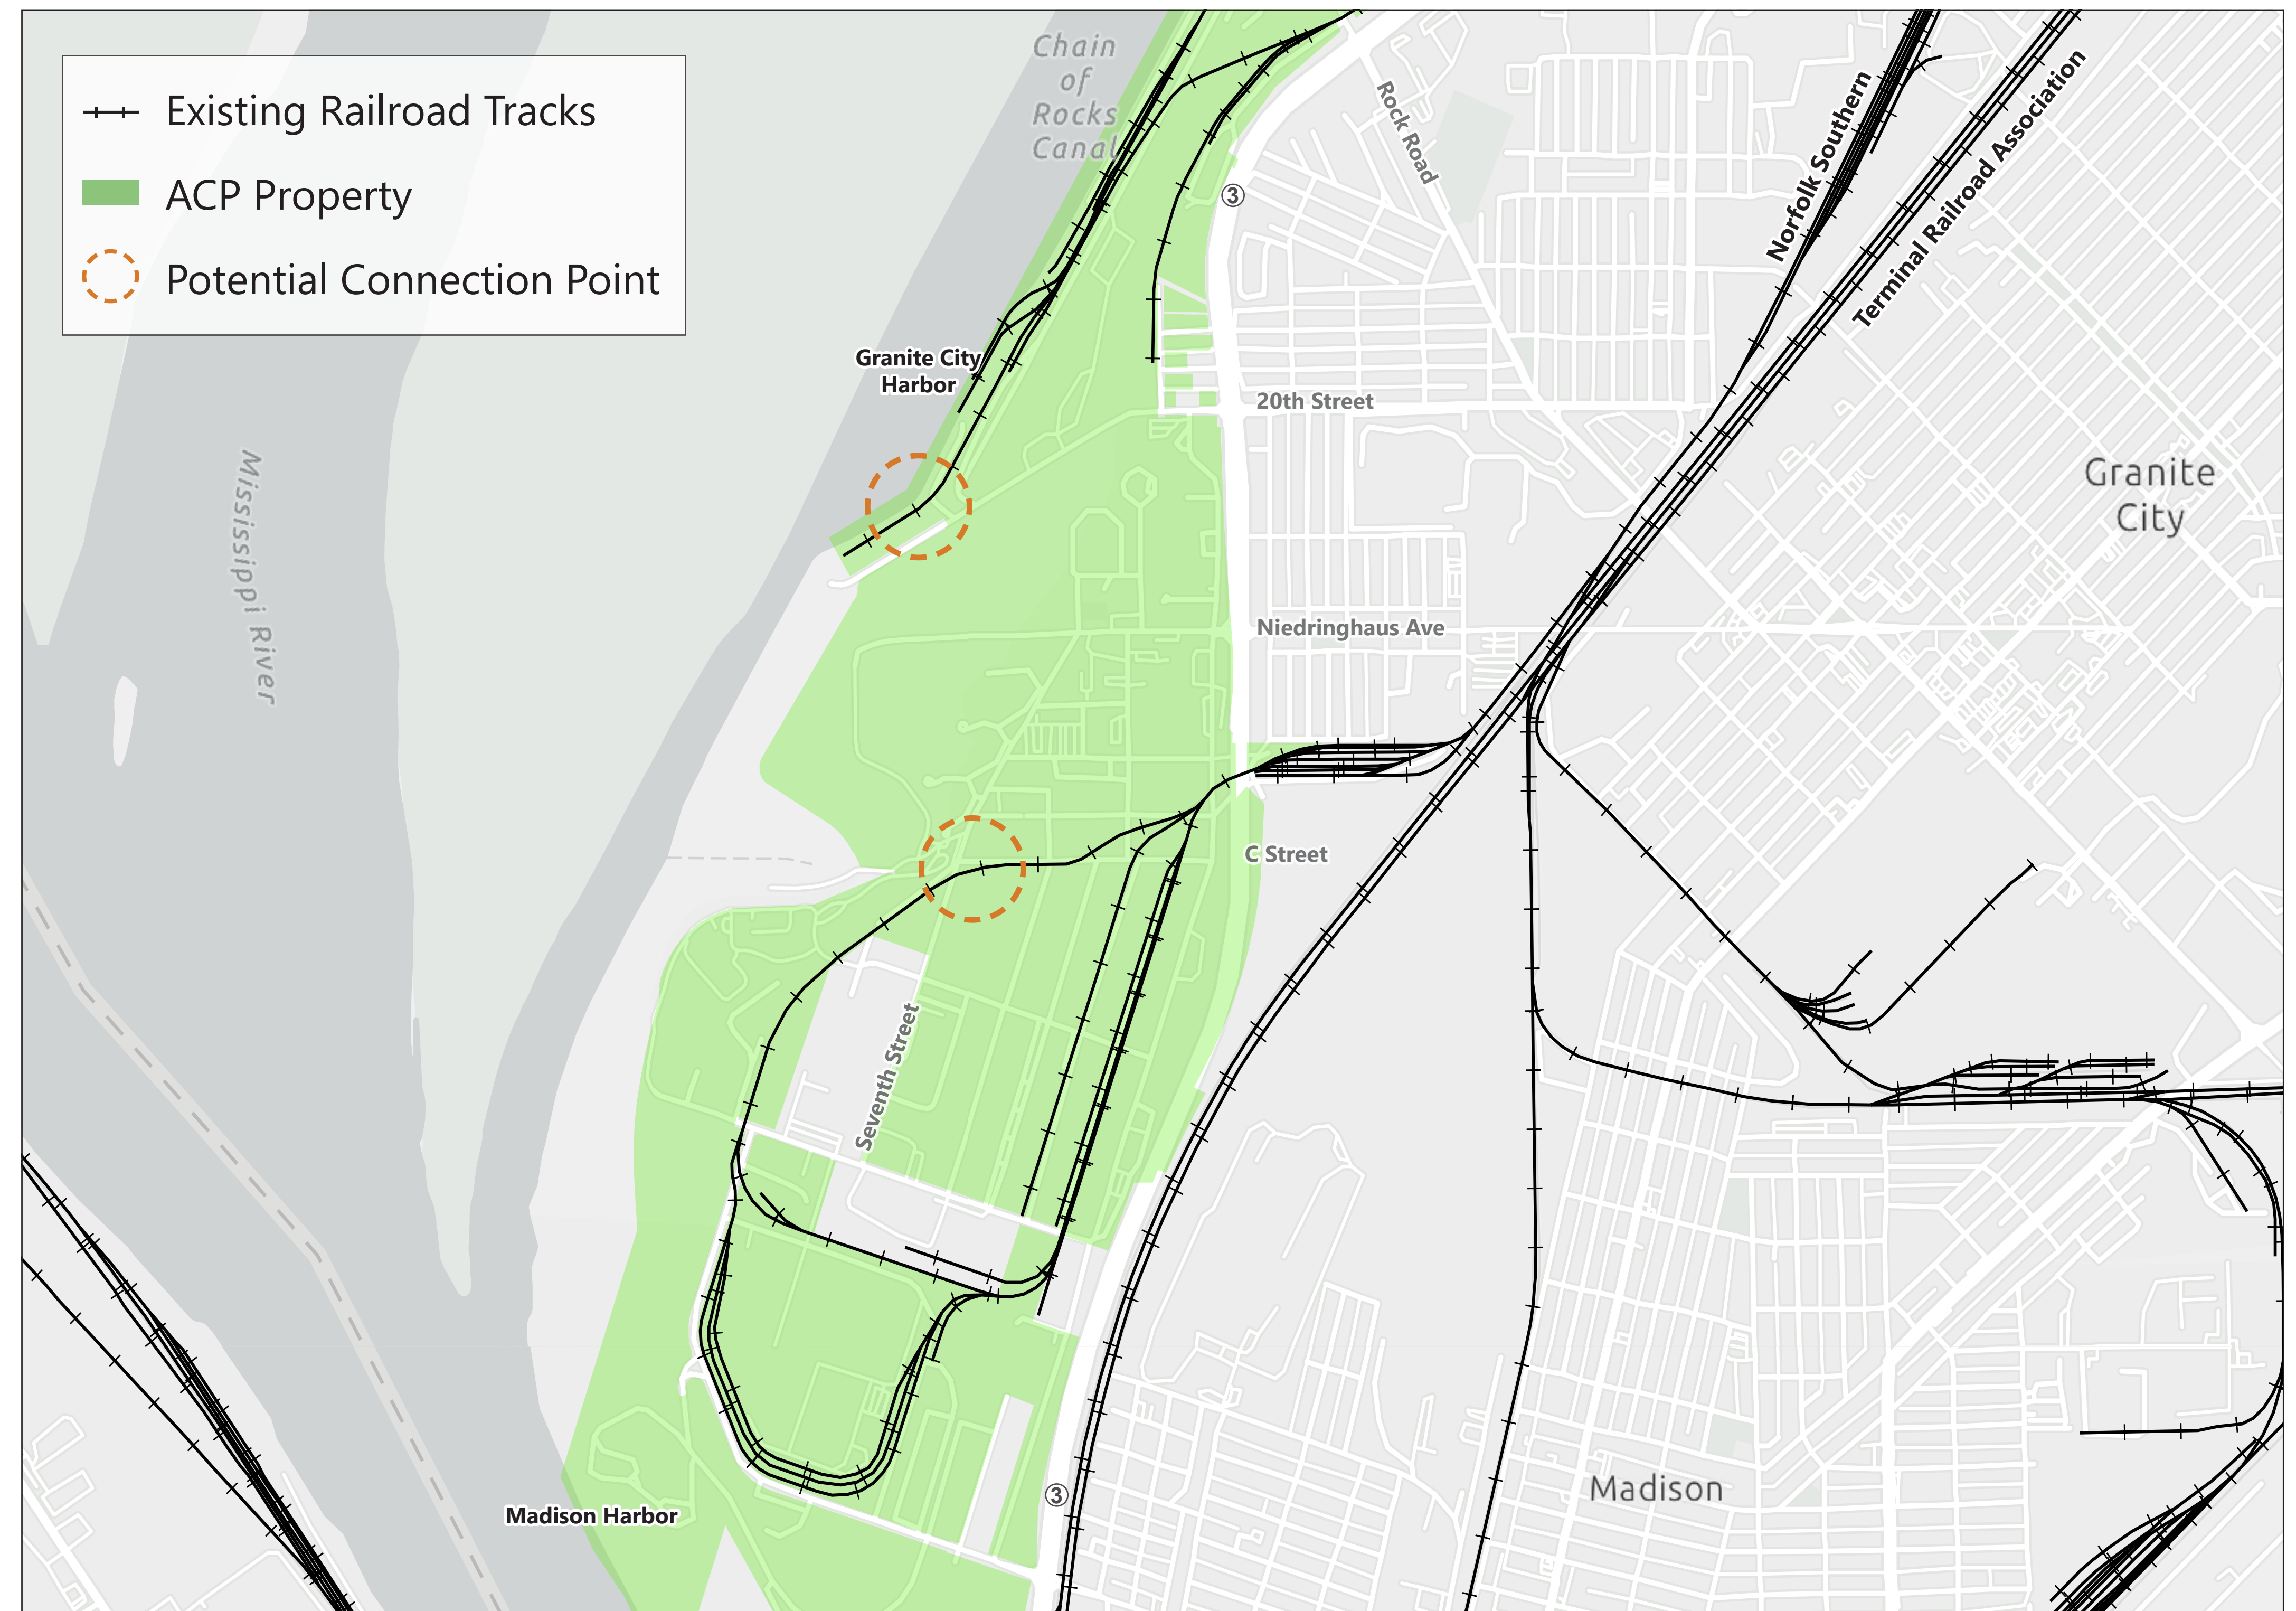 Existing Railroad Tracks
ACP Property
Potential Connection Point
Chain
of
Rocks
Canal
Rock Road
3
Norfolk Southern
Terminal Railroad Association
Granite City
Harbor
20th Street
Granite
City
Mississippi River
Niedringhaus Ave
C Street
Seventh Street
Madison
3
Madison Harbor